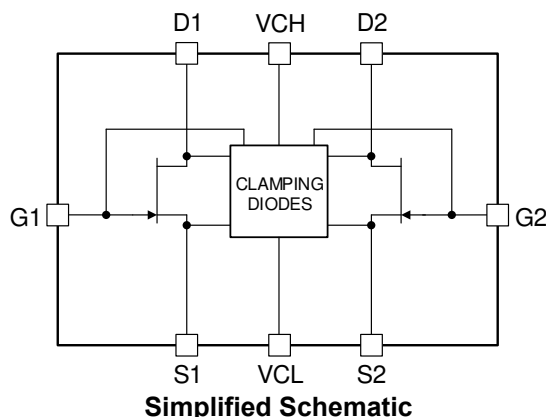 D1 VCH D2
CLAMPING
DIODES
G1 G2
S1 VCL S2
Simplified Schematic